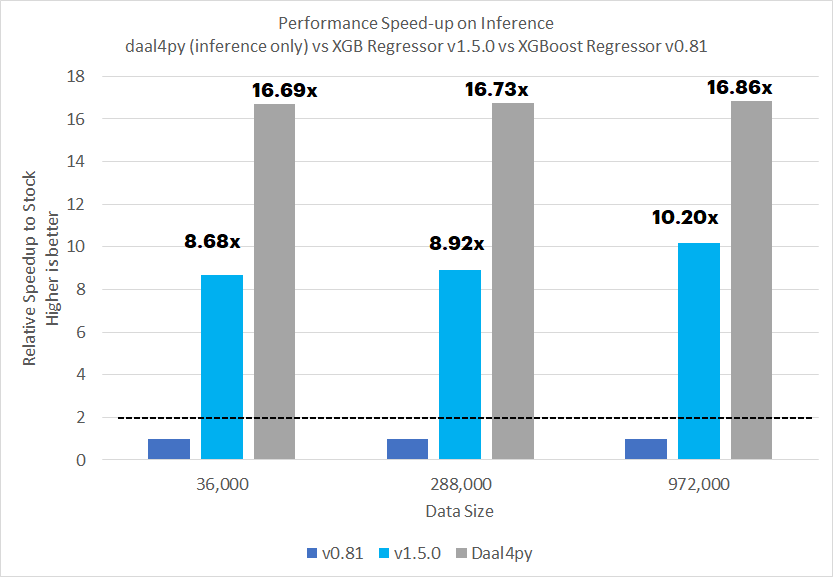 Performance Speed-up on Inference
daal4py (inference only) vs XGB Regressor v1.5.0 vs XGBoost Regressor v0.81
Relative Speedup to Stock
Higher is better
18
16
14
12
10
8
6
4
2
0
8.68x
16.69x
8.92x
16.73x
10.20x
16.86x
36,000
288,000
972,000
Data Size
v0.81
v1.5.0
Daal4py